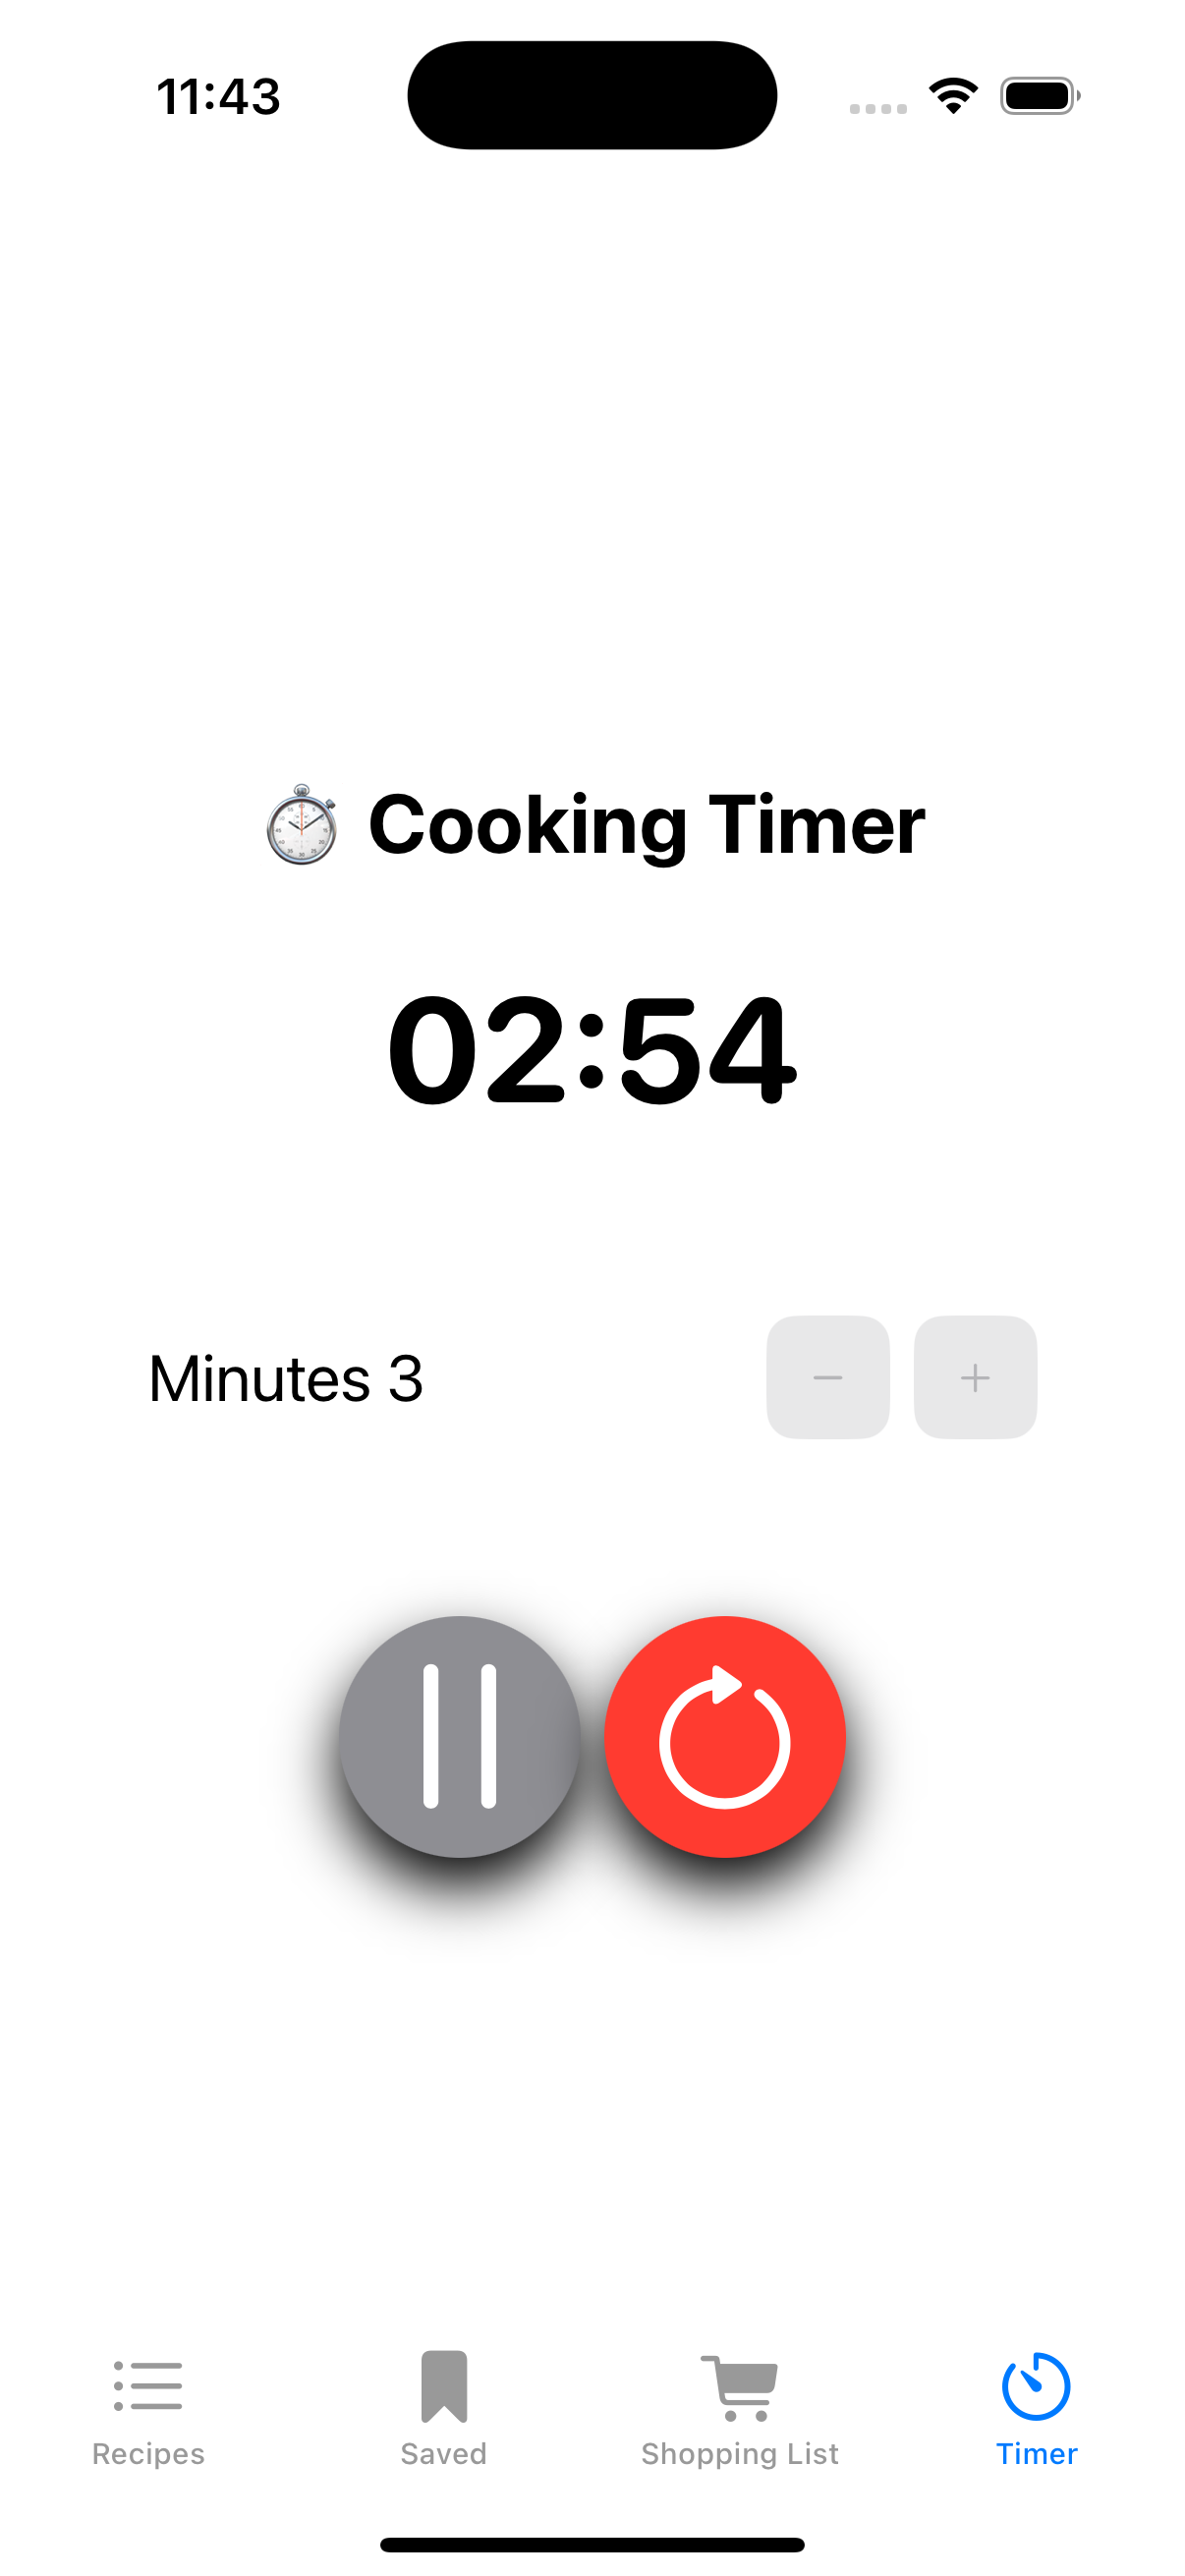 11:43
⏱️ Cooking Timer
02:54
Minutes 3
Recipes
Saved
Shopping List
Timer